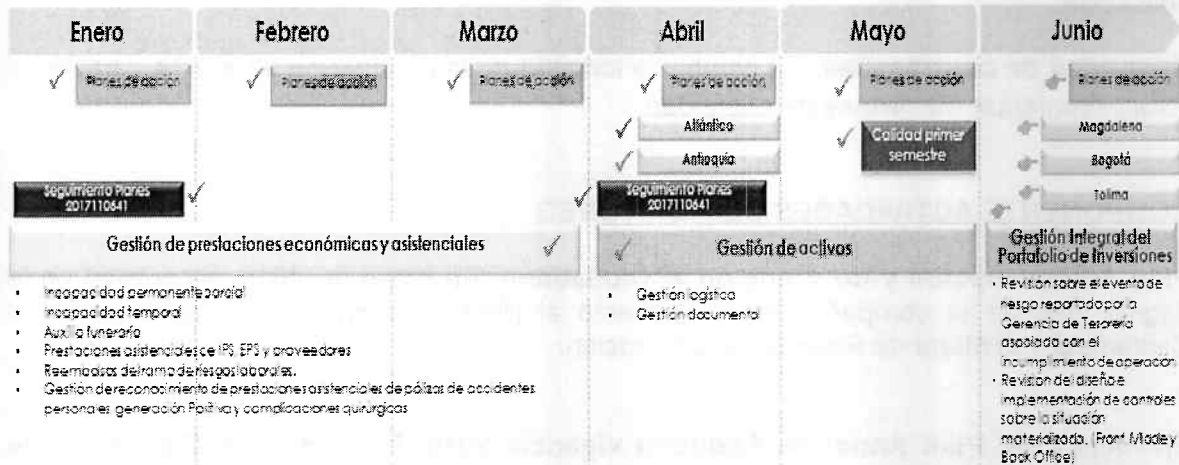 Enero
Febrero
Marzo
Abril
Mayo
Junio
Planes de acción
Planes de acción
Planes de acción
Planes de acción
Planes de acción
Planes de acción
Atlántico
Calidad primer
semestre
Magdalena
Antioquia
Bogotá
Seguimiento Planes
2017110641
Seguimiento Planes
2017110641
Tolima
Gestión de prestaciones económicas y asistenciales
Gestión de activos
Gestión Integral del
Portafolio de Inversiones
• Incapacidad permanente parcial
• Incapacidad temporal
• Auxilio funerario
• Prestaciones asistenciales de IPS, EPS y proveedores
• Reembolsos del ramo de riesgos laborales.
• Gestión de reconocimiento de prestaciones asistenciales de pólizas de accidentes
personales generación Positiva y complicaciones quirúrgicas
• Gestión logística
• Gestión documental
• Revisión sobre el evento de
riesgo reportado por la
Gerencia de Tesorería
asociada con el
incumplimiento de operación
• Revisión del diseño e
implementación de controles
sobre la situación
materializada. (Front Middle y
Back Office)